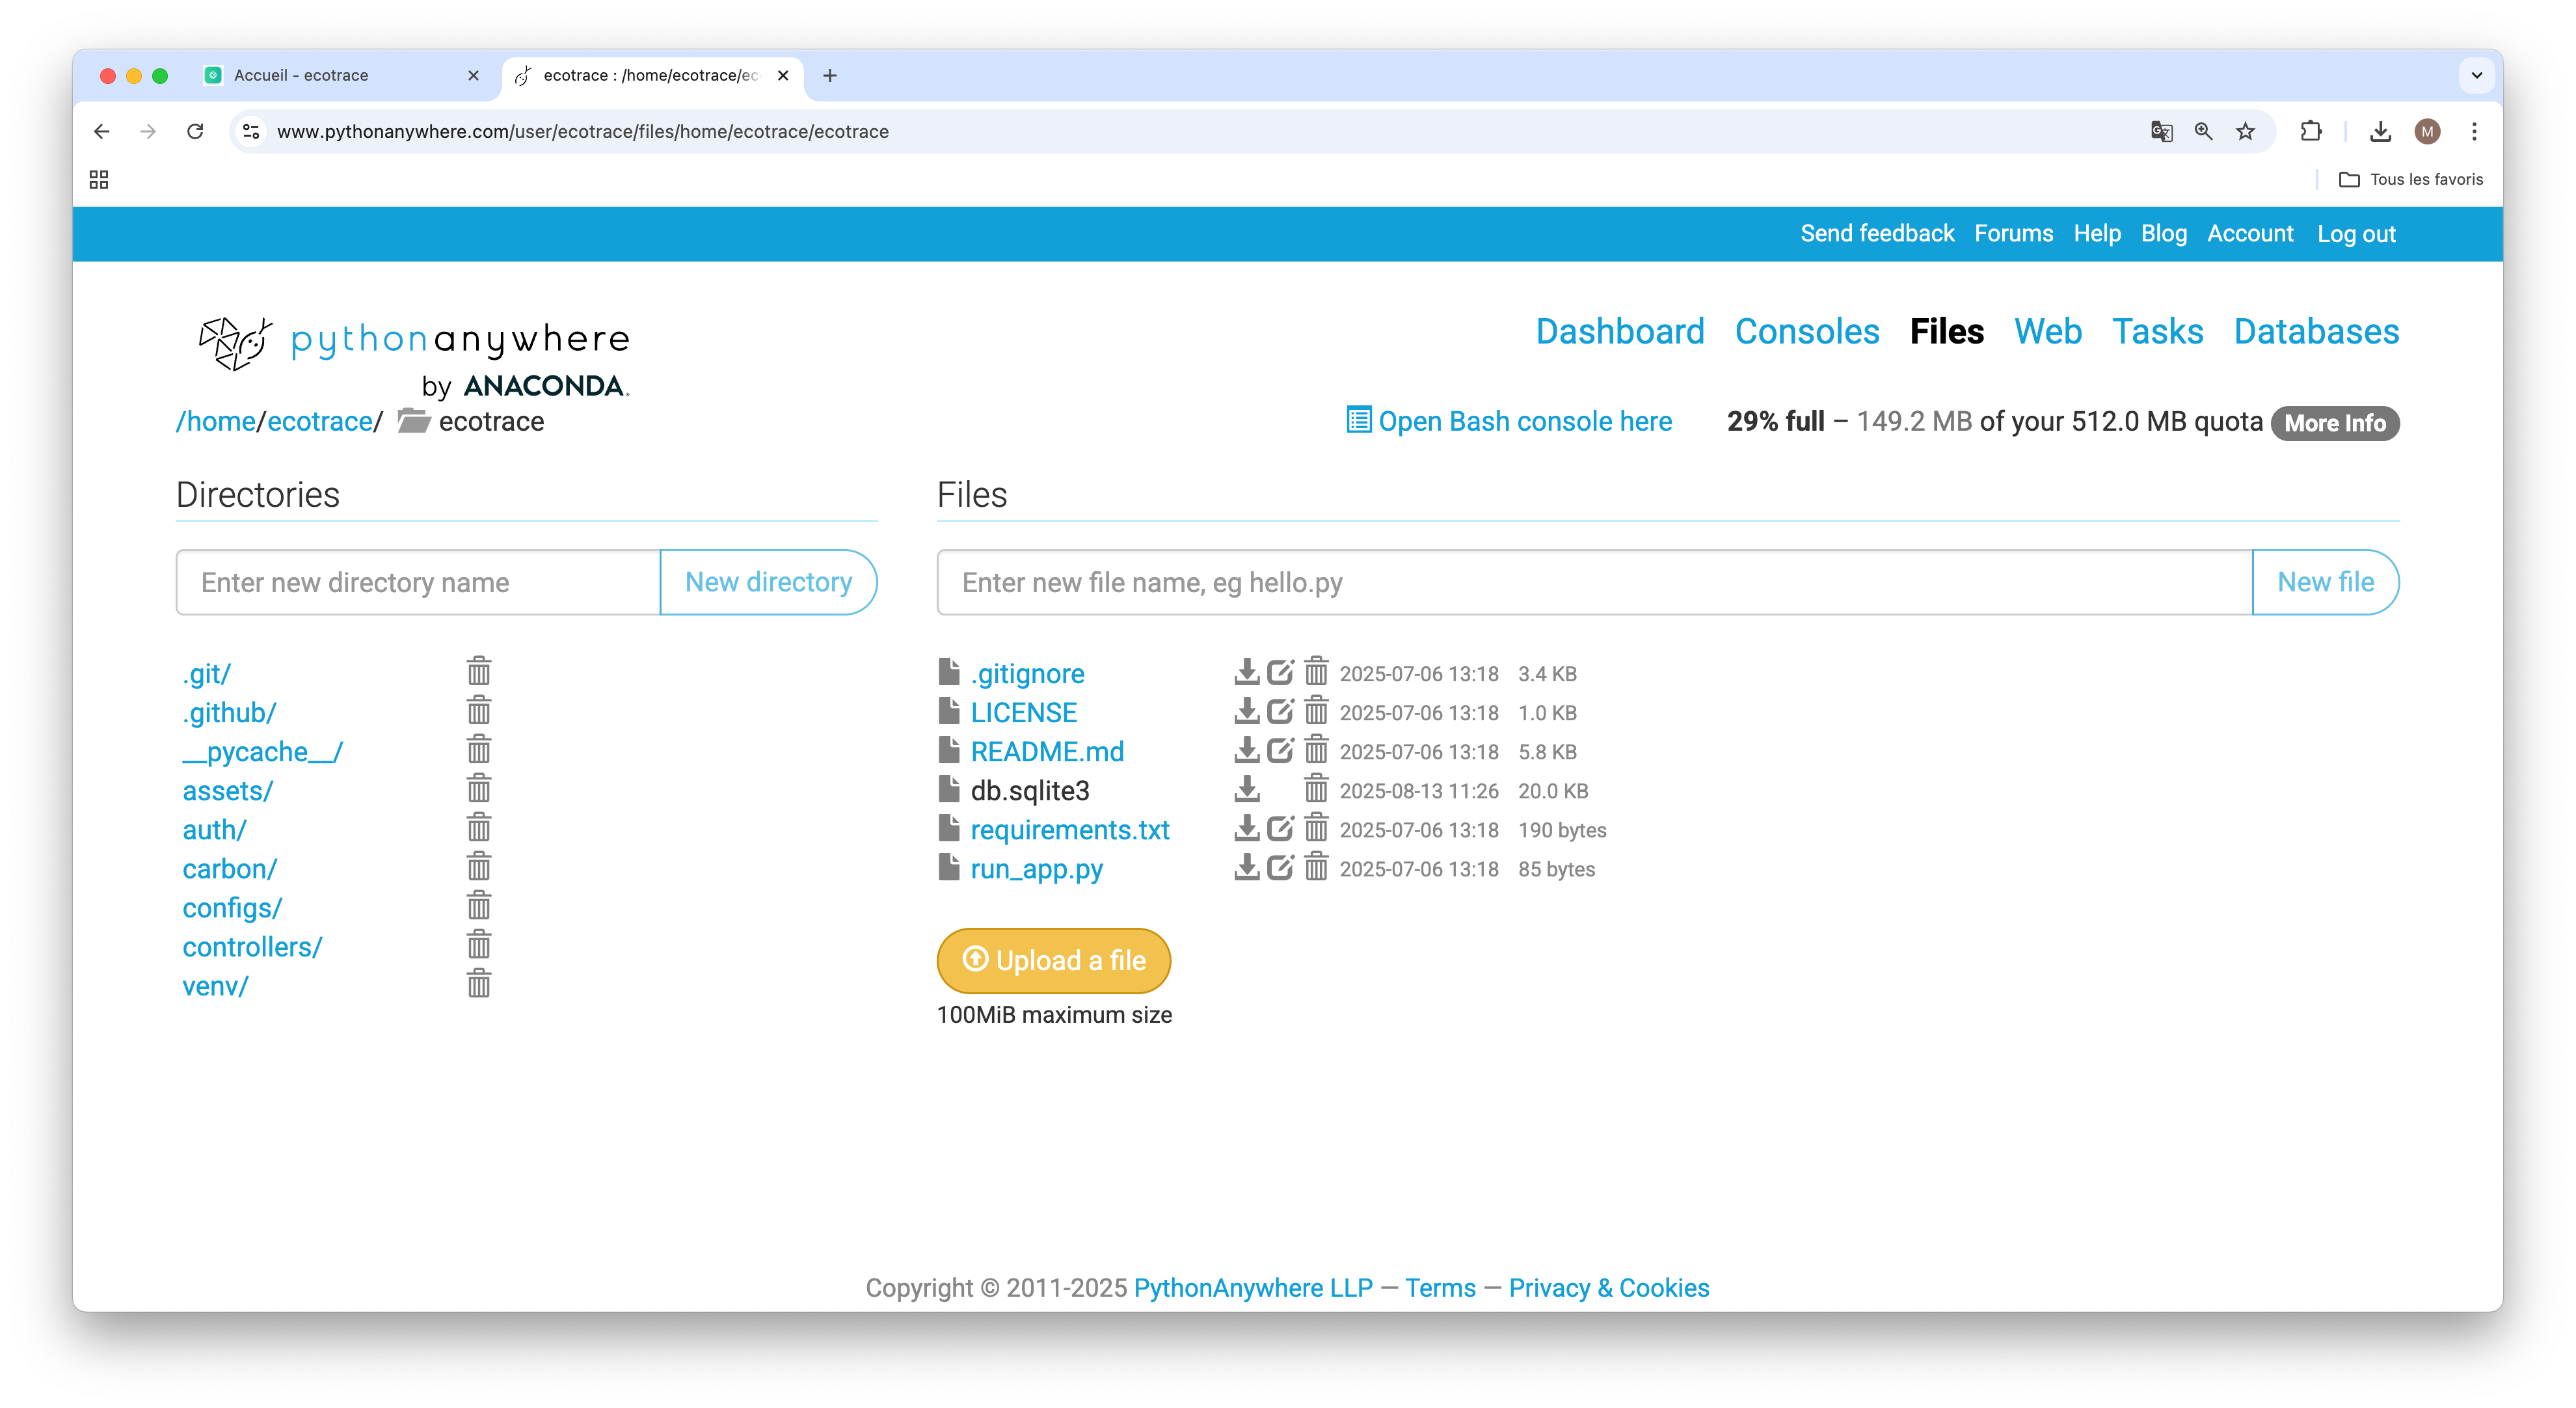 Accueil - ecotrace
ecotrace : /home/ecotrace/ec
www.pythonanywhere.com/user/ecotrace/files/home/ecotrace/ecotrace
M
Tous les favoris
Send feedback Forums Help Blog Account Log out
pythonanywhere
by ANACONDA.
Dashboard Consoles Files Web Tasks Databases
/home/ecotrace/ ecotrace
Open Bash console here 29% full – 149.2 MB of your 512.0 MB quota More Info
Directories
Enter new directory name New directory
.git/
.github/
__pycache__/
assets/
auth/
carbon/
configs/
controllers/
venv/
Files
Enter new file name, eg hello.py New file
.gitignore 2025-07-06 13:18 3.4 KB
LICENSE 2025-07-06 13:18 1.0 KB
README.md 2025-07-06 13:18 5.8 KB
db.sqlite3 2025-08-13 11:26 20.0 KB
requirements.txt 2025-07-06 13:18 190 bytes
run_app.py 2025-07-06 13:18 85 bytes
Upload a file
100MiB maximum size
Copyright © 2011-2025 PythonAnywhere LLP — Terms — Privacy & Cookies